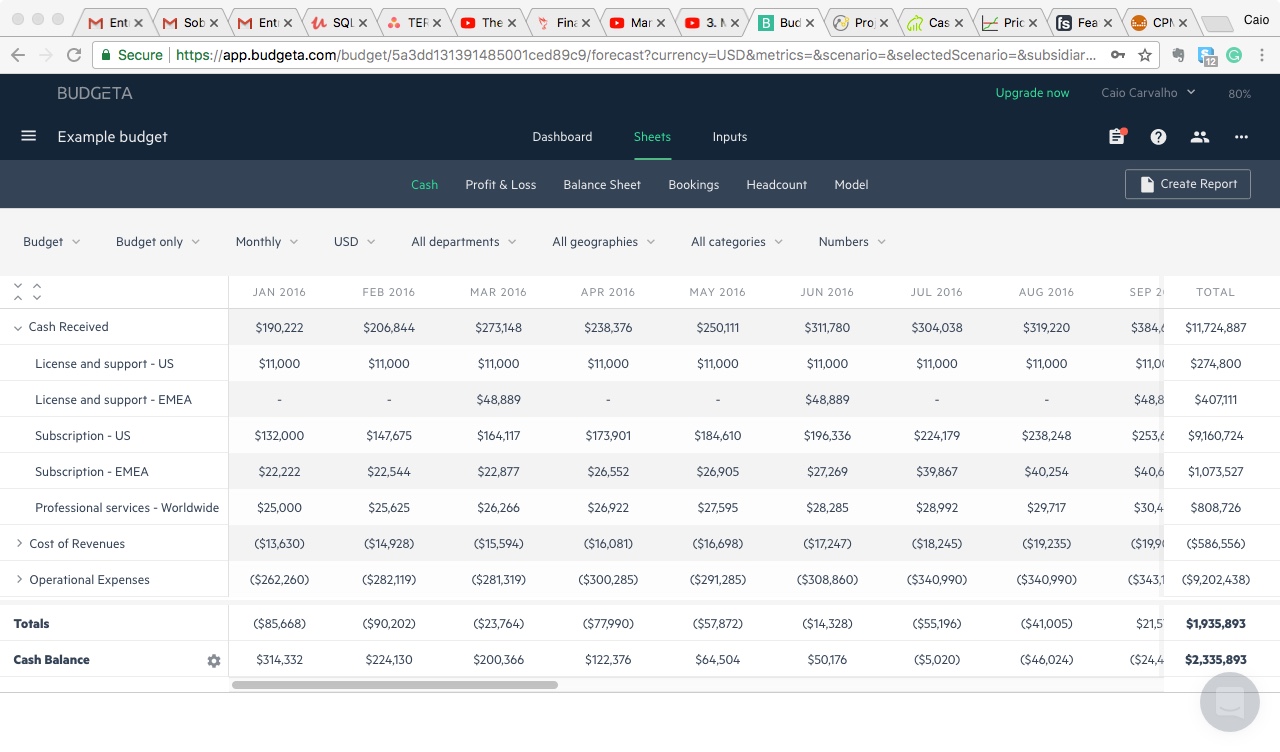 Ent Sob Ent SQL TER The Fina Mar 3. M Bud Proj Cas Pric Fea CPM Caio
Secure https://app.budgeta.com/budget/5a3dd131391485001ced89c9/forecast?currency=USD&metrics=&scenario=&selectedScenario=&subsidiar... 12
BUDGETA Upgrade now Caio Carvalho 80%
Example budget Dashboard Sheets Inputs
Cash Profit & Loss Balance Sheet Bookings Headcount Model Create Report
Budget Budget only Monthly USD All departments All geographies All categories Numbers
JAN 2016 FEB 2016 MAR 2016 APR 2016 MAY 2016 JUN 2016 JUL 2016 AUG 2016 SEP 2 TOTAL
Cash Received $190,222 $206,844 $273,148 $238,376 $250,111 $311,780 $304,038 $319,220 $384,6 $11,724,887
License and support - US $11,000 $11,000 $11,000 $11,000 $11,000 $11,000 $11,000 $11,000 $11,00 $274,800
License and support - EMEA - - $48,889 - - $48,889 - - $48,8 $407,111
Subscription - US $132,000 $147,675 $164,117 $173,901 $184,610 $196,336 $224,179 $238,248 $253,6 $9,160,724
Subscription - EMEA $22,222 $22,544 $22,877 $26,552 $26,905 $27,269 $39,867 $40,254 $40,6 $1,073,527
Professional services - Worldwide $25,000 $25,625 $26,266 $26,922 $27,595 $28,285 $28,992 $29,717 $30,4 $808,726
Cost of Revenues ($13,630) ($14,928) ($15,594) ($16,081) ($16,698) ($17,247) ($18,245) ($19,235) ($19,9 ($586,556)
Operational Expenses ($262,260) ($282,119) ($281,319) ($300,285) ($291,285) ($308,860) ($340,990) ($340,990) ($343,1 ($9,202,438)
Totals ($85,668) ($90,202) ($23,764) ($77,990) ($57,872) ($14,328) ($55,196) ($41,005) $21,5 $1,935,893
Cash Balance $314,332 $224,130 $200,366 $122,376 $64,504 $50,176 ($5,020) ($46,024) ($24,4 $2,335,893